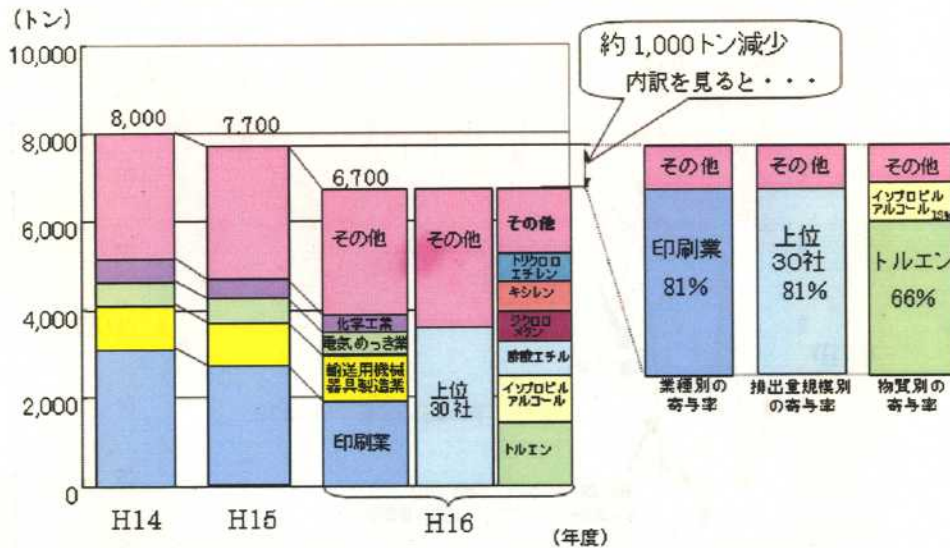 (トン)
10,000
8,000
6,000
4,000
2,000
0
8,000
7,700
6,700
約1,000トン減少
内訳を見ると・・・
その他
化学工業
電気めっき業
輸送用機械
器具製造業
印刷業
その他
上位
30社
その他
トリクロロ
エチレン
キシレン
ジクロロ
メタン
酢酸エチル
イソプロピル
アルコール
トルエン
その他
印刷業
81%
その他
上位
30社
81%
その他
イソプロピル
アルコール
トルエン
66%
業種別の
寄与率
排出量規模別
の寄与率
物質別の
寄与率
H14
H15
H16
(年度)